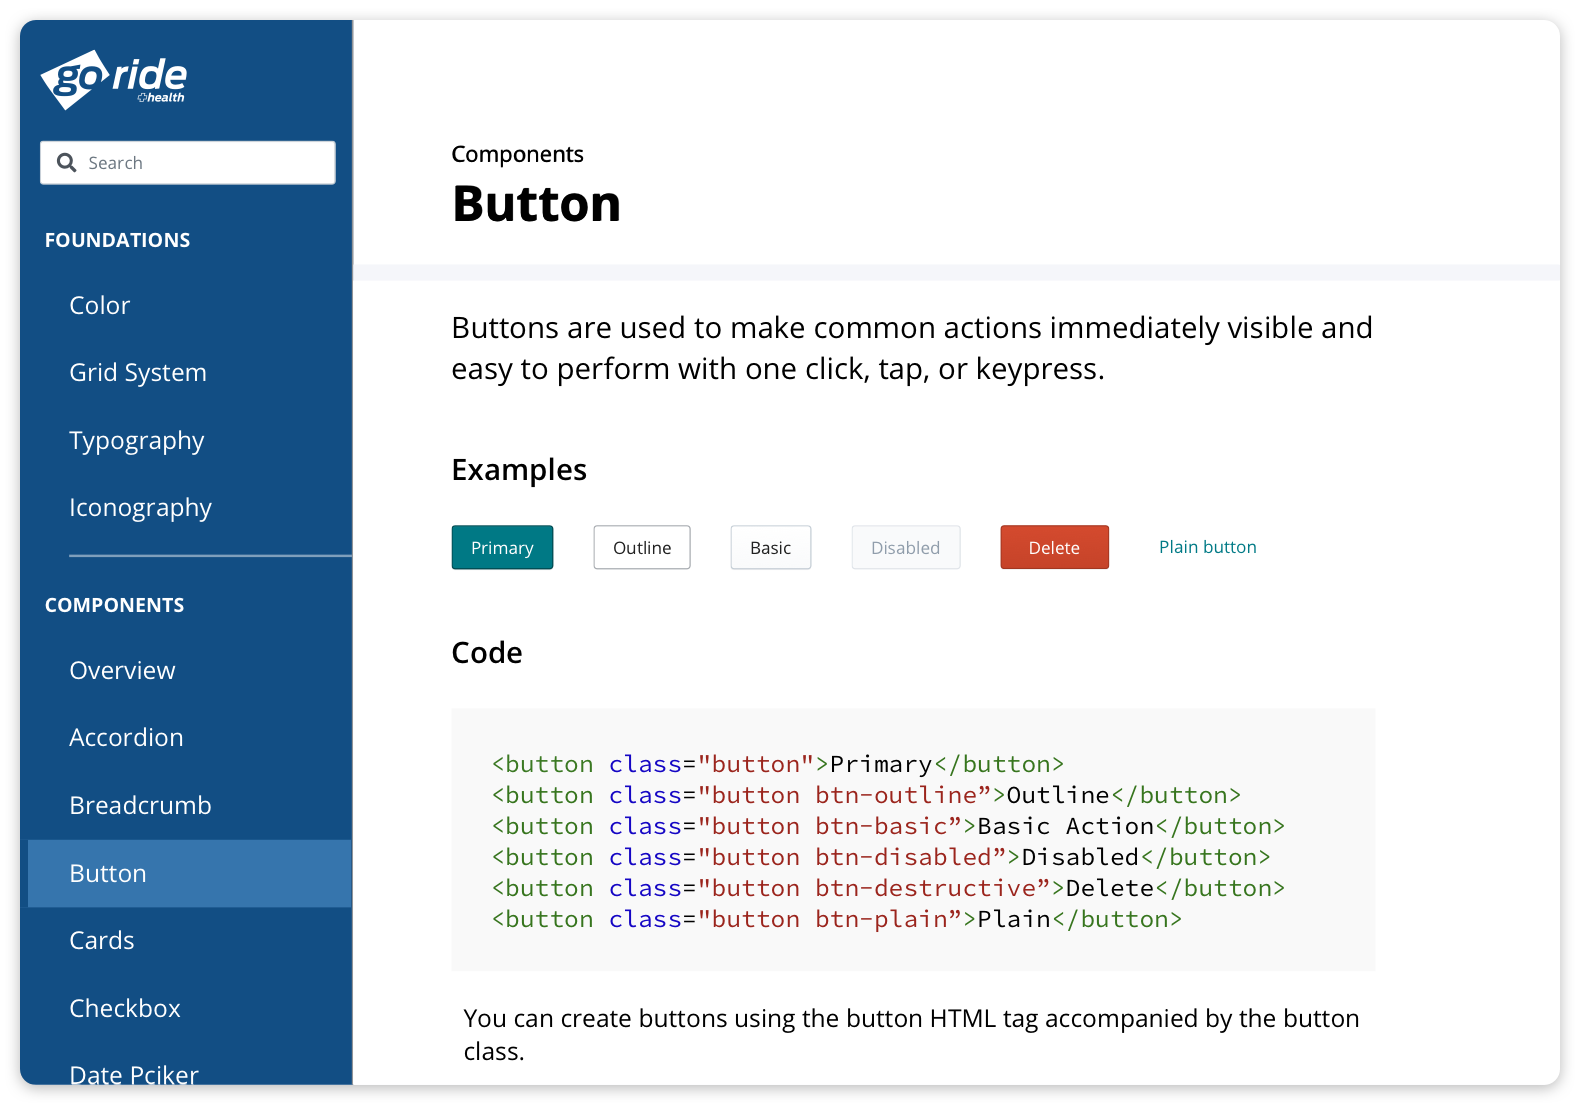 go ride
health
Search
FOUNDATIONS
Color
Grid System
Typography
Iconography
COMPONENTS
Overview
Accordion
Breadcrumb
Button
Cards
Checkbox
Date Pciker
Components
Button
Buttons are used to make common actions immediately visible and
easy to perform with one click, tap, or keypress.
Examples
Primary Outline Basic Disabled Delete Plain button
Code
<button class="button">Primary</button>
<button class="button btn-outline”>Outline</button>
<button class="button btn-basic”>Basic Action</button>
<button class="button btn-disabled”>Disabled</button>
<button class="button btn-destructive”>Delete</button>
<button class="button btn-plain”>Plain</button>
You can create buttons using the button HTML tag accompanied by the button
class.